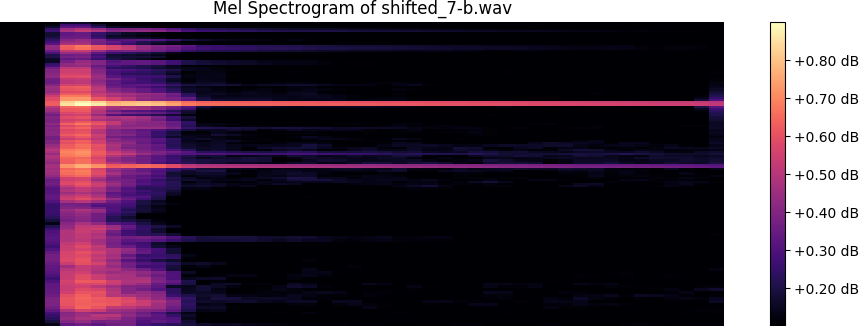 Mel Spectrogram of shifted_7-b.wav
+0.80 dB
+0.70 dB
+0.60 dB
+0.50 dB
+0.40 dB
+0.30 dB
+0.20 dB